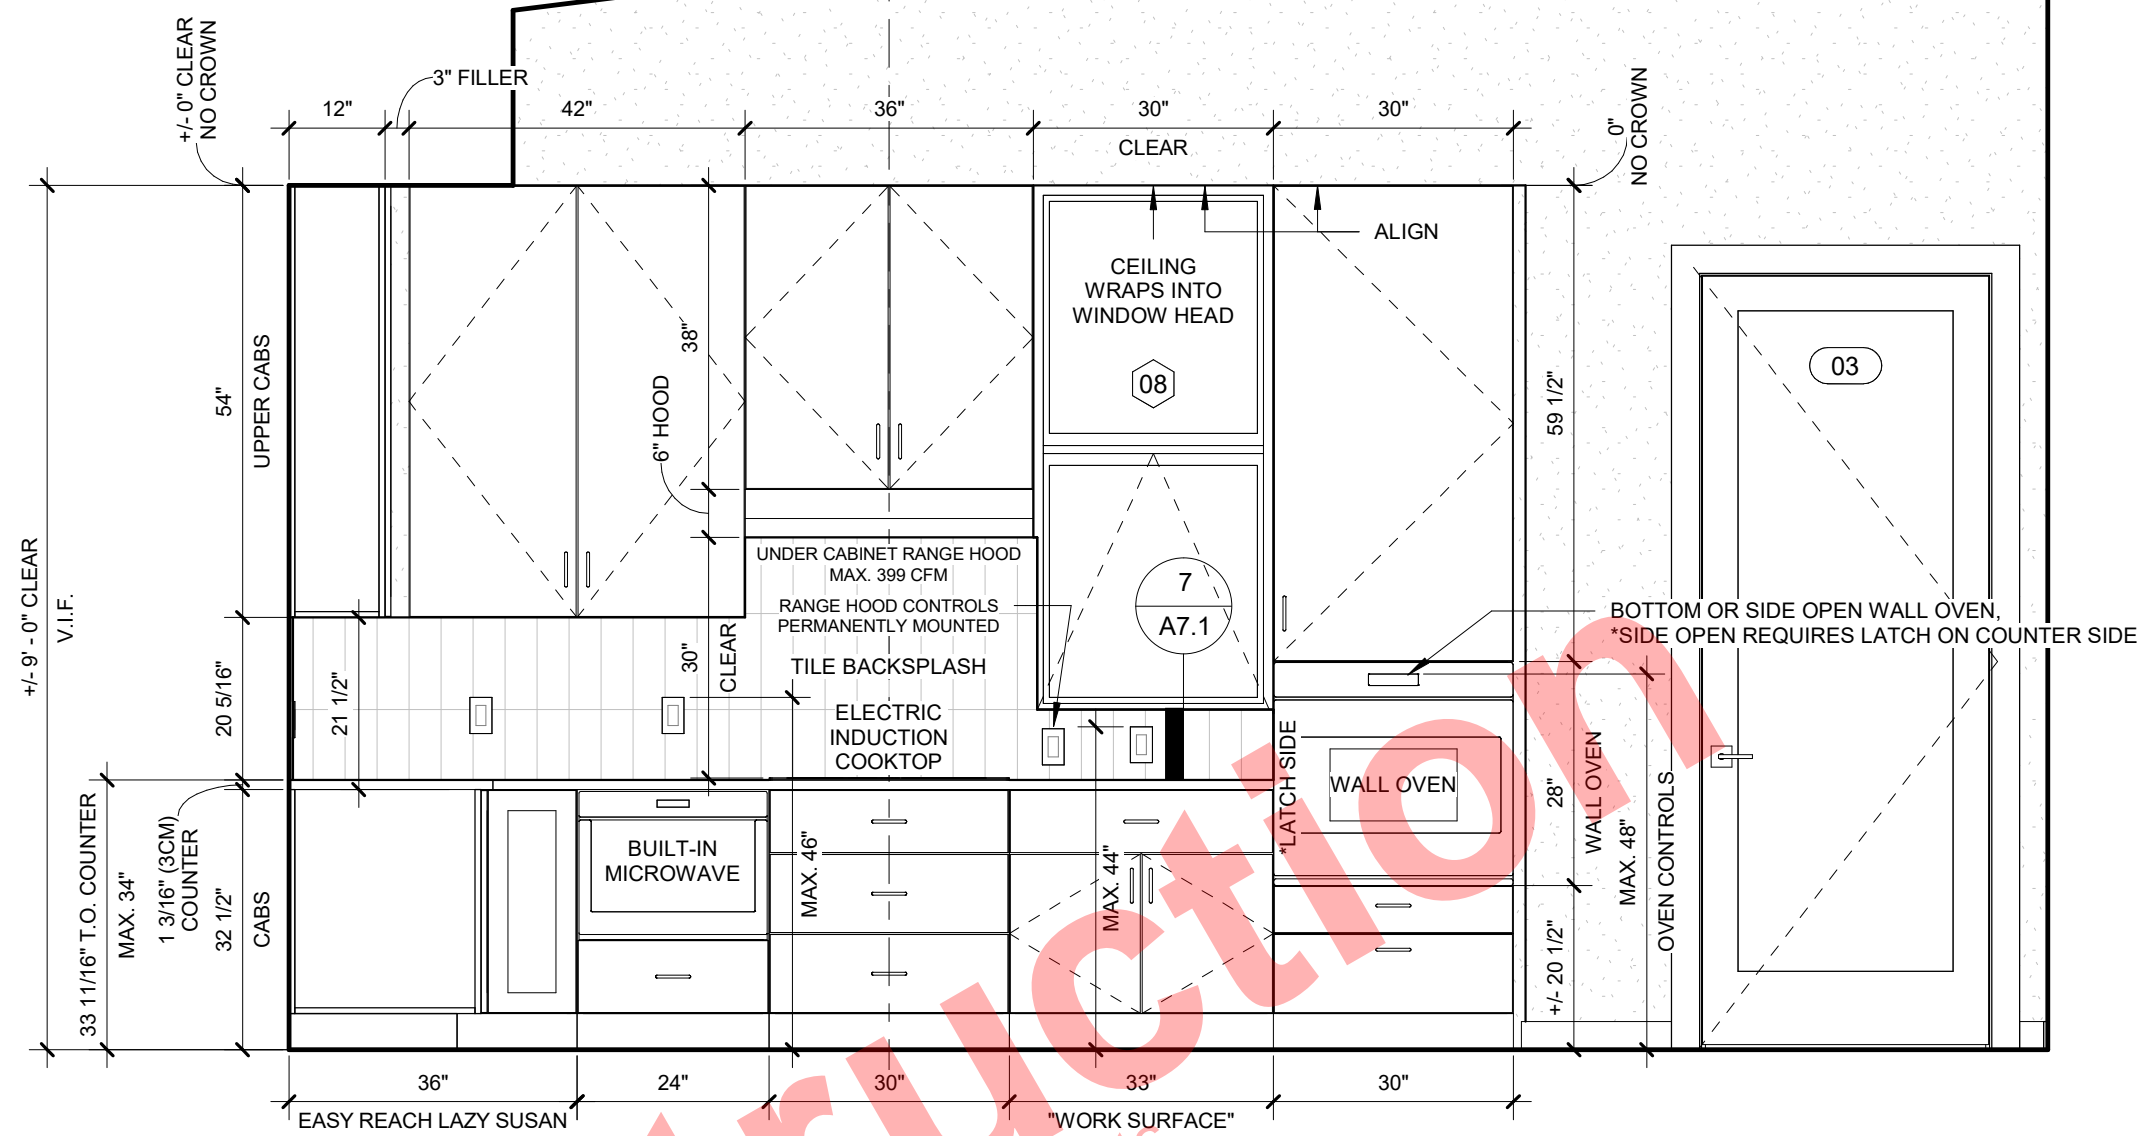 +/- 0" CLEAR
NO CROWN
3" FILLER
12"
42"
36"
30"
30"
CLEAR
0"
NO CROWN
ALIGN
CEILING
WRAPS INTO
WINDOW HEAD
08
03
38"
6" HOOD
54"
UPPER CABS
59 1/2"
+/- 9' - 0" CLEAR
V.I.F.
UNDER CABINET RANGE HOOD
MAX. 399 CFM
RANGE HOOD CONTROLS
PERMANENTLY MOUNTED
7
A7.1
BOTTOM OR SIDE OPEN WALL OVEN,
*SIDE OPEN REQUIRES LATCH ON COUNTER SIDE
30"
CLEAR
TILE BACKSPLASH
20 5/16"
21 1/2"
ELECTRIC
INDUCTION
COOKTOP
*LATCH SIDE
WALL OVEN
28"
WALL OVEN
MAX. 48"
OVEN CONTROLS
33 11/16" T.O. COUNTER
MAX. 34"
1 3/16" (3CM)
COUNTER
32 1/2"
CABS
BUILT-IN
MICROWAVE
MAX. 46"
MAX. 44"
+/- 20 1/2"
36"
24"
30"
33"
30"
EASY REACH LAZY SUSAN
"WORK SURFACE"
ruction